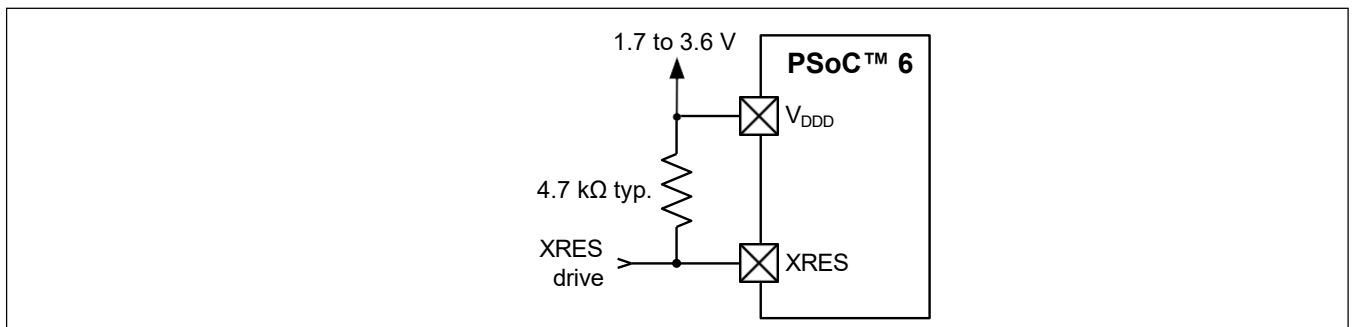 1.7 to 3.6 V
PSoC™ 6
VDDD
4.7 kΩ typ.
XRES
drive
XRES